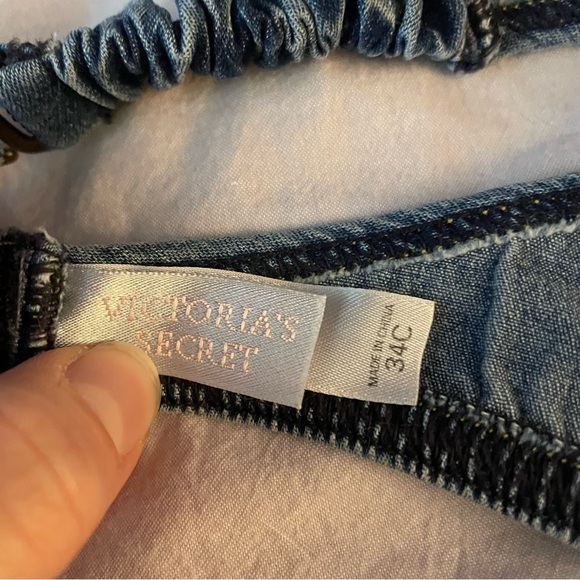 VICTORIA'S
SECRET
MADE IN CHINA
34C